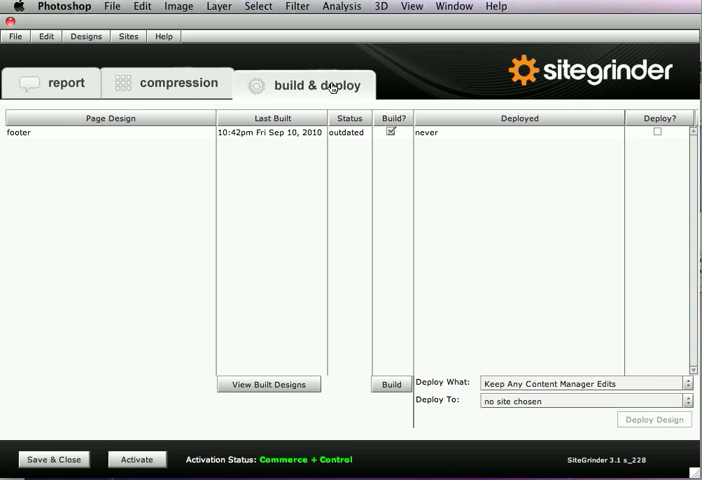 Photoshop File Edit Image Layer Select Filter Analysis 3D View Window Help
File Edit Designs Sites Help
report compression build & deploy sitegrinder
Page Design Last Built Status Build? Deployed Deploy?
footer 10:42pm Fri Sep 10, 2010 outdated never
View Built Designs Build Deploy What: Keep Any Content Manager Edits
Deploy To: no site chosen
Deploy Design
Save & Close Activate Activation Status: Commerce + Control SiteGrinder 3.1 s_228